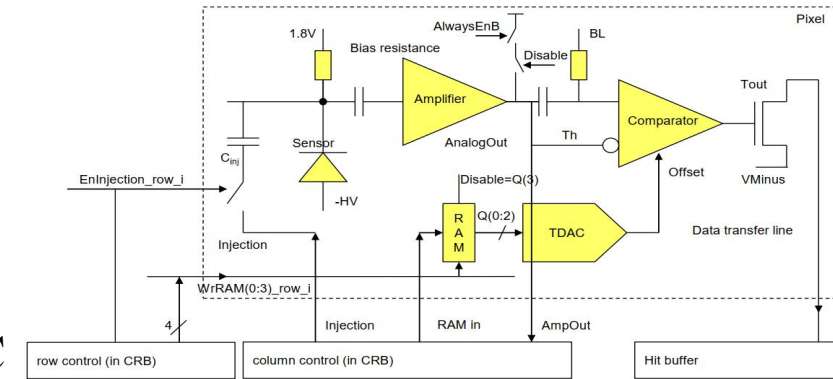 Pixel
AlwaysEnB
1.8V
BL
Bias resistance
Disable
Tout
Amplifier
Comparator
Sensor
AnalogOut
Th
Cinj
EnInjection_row_i
Disable=Q(3)
Offset
VMinus
-HV
RAM
Q(0:2)
TDAC
Data transfer line
Injection
WrRAM(0:3)_row_i
4
Injection
RAM in
AmpOut
row control (in CRB)
column control (in CRB)
Hit buffer